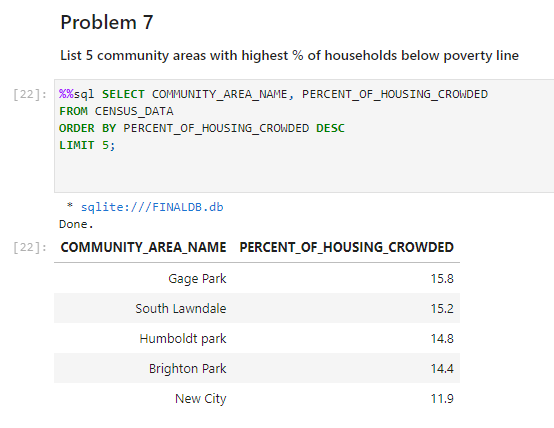 Problem 7
List 5 community areas with highest % of households below poverty line
[22]: %%sql SELECT COMMUNITY_AREA_NAME, PERCENT_OF_HOUSING_CROWDED
FROM CENSUS_DATA
ORDER BY PERCENT_OF_HOUSING_CROWDED DESC
LIMIT 5;
* sqlite:///FINALDB.db
Done.
[22]: COMMUNITY_AREA_NAME PERCENT_OF_HOUSING_CROWDED
Gage Park 15.8
South Lawndale 15.2
Humboldt park 14.8
Brighton Park 14.4
New City 11.9